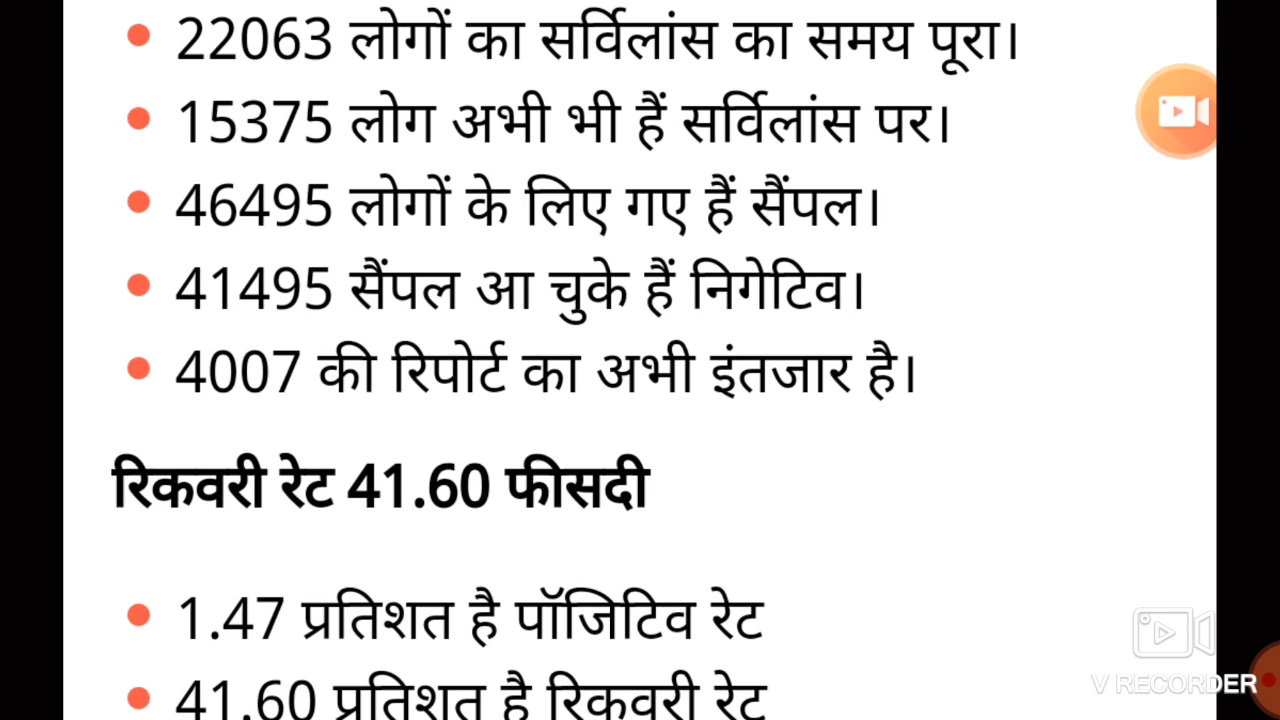 22063 लोगों का सर्विलांस का समय पूरा।
15375 लोग अभी भी हैं सर्विलांस पर।
46495 लोगों के लिए गए हैं सैंपल।
41495 सैंपल आ चुके हैं निगेटिव।
4007 की रिपोर्ट का अभी इंतजार है।
रिकवरी रेट 41.60 फीसदी
1.47 प्रतिशत है पॉजिटिव रेट
41.60 प्रतिशत है रिकवरी रेट
V RECORDER